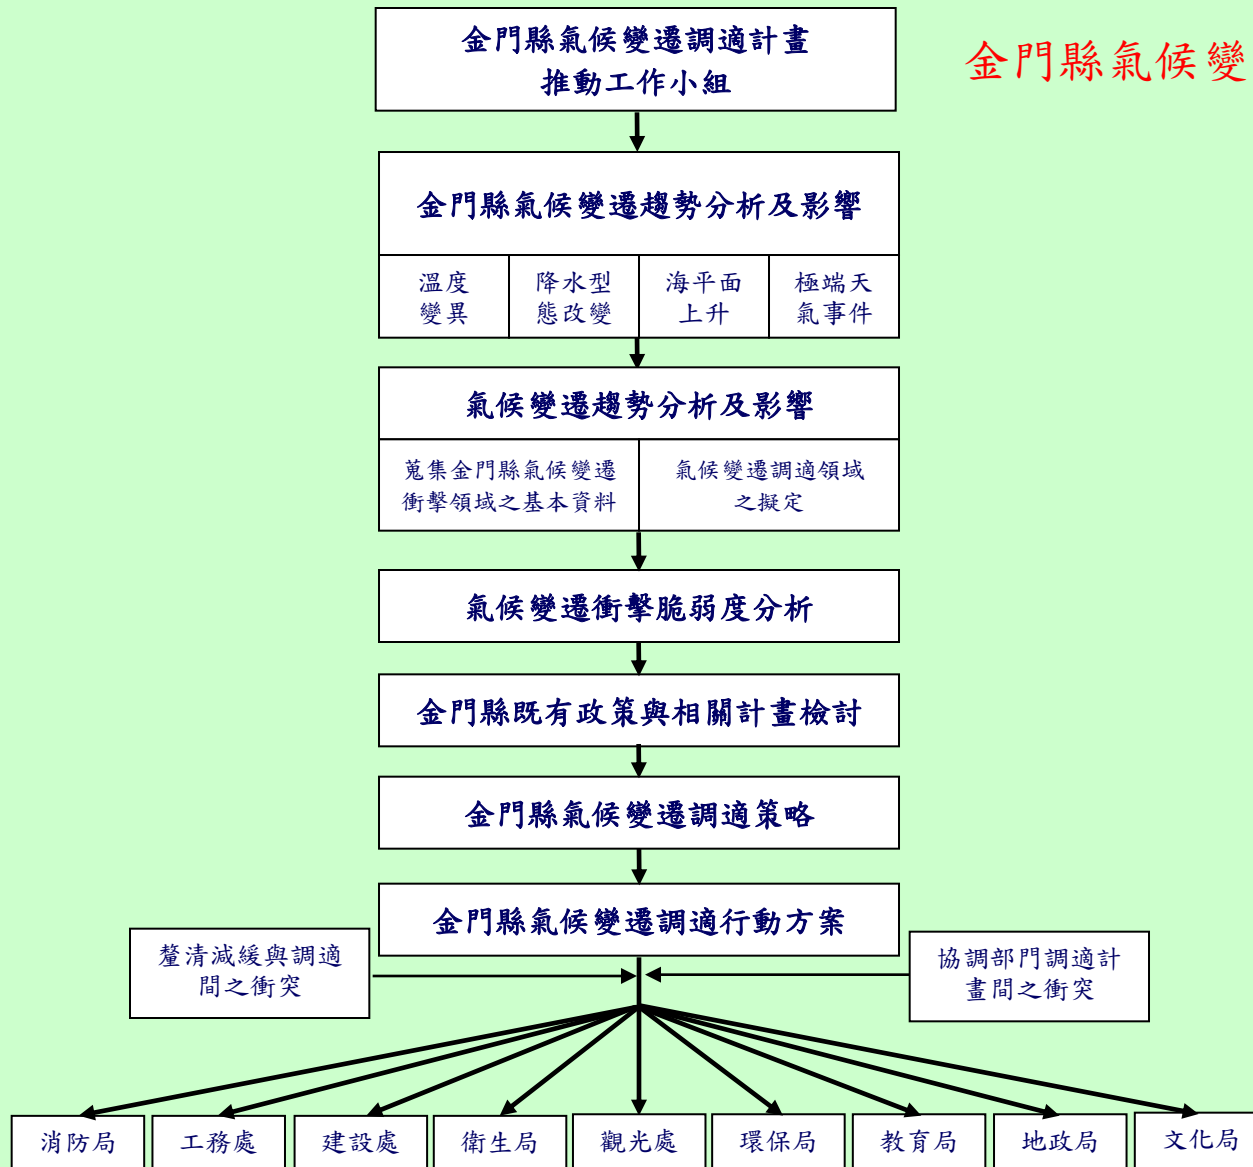 金門縣氣候變遷調適計畫
推動工作小組
金門縣氣候變
金門縣氣候變遷趨勢分析及影響
溫度
變異
降水型
態改變
海平面
上升
極端天
氣事件
氣候變遷趨勢分析及影響
蒐集金門縣氣候變遷
衝擊領域之基本資料
氣候變遷調適領域
之擬定
氣候變遷衝擊脆弱度分析
金門縣既有政策與相關計畫檢討
金門縣氣候變遷調適策略
金門縣氣候變遷調適行動方案
釐清減緩與調適
間之衝突
協調部門調適計
畫間之衝突
消防局
工務處
建設處
衛生局
觀光處
環保局
教育局
地政局
文化局